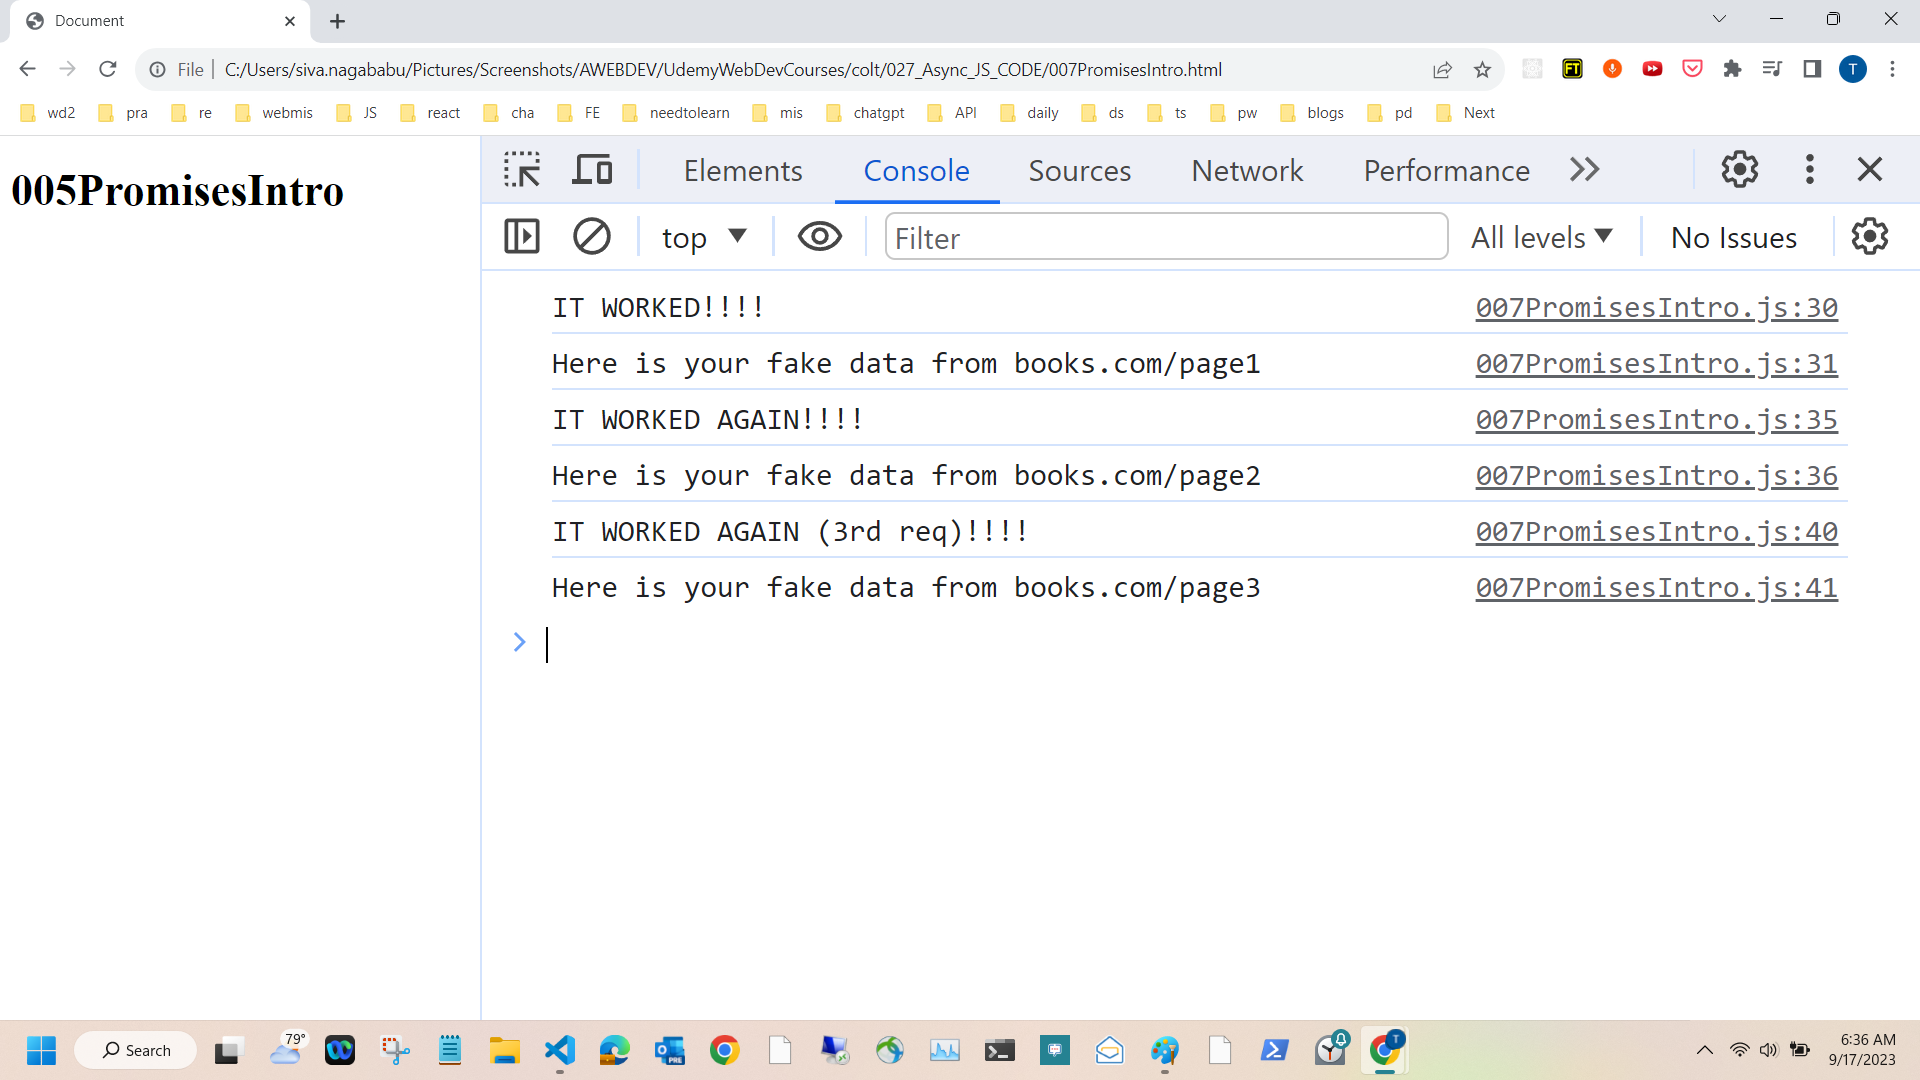 Document
File
C:/Users/siva.nagababu/Pictures/Screenshots/AWEBDEV/UdemyWebDevCourses/colt/027_Async_JS_CODE/007PromisesIntro.html
FT
T
wd2 pra re webmis JS react cha FE needtolearn mis chatgpt API daily ds ts pw blogs pd Next
005PromisesIntro
Elements Console Sources Network Performance
top Filter All levels No Issues
IT WORKED!!!! 007PromisesIntro.js:30
Here is your fake data from books.com/page1 007PromisesIntro.js:31
IT WORKED AGAIN!!!! 007PromisesIntro.js:35
Here is your fake data from books.com/page2 007PromisesIntro.js:36
IT WORKED AGAIN (3rd req)!!!! 007PromisesIntro.js:40
Here is your fake data from books.com/page3 007PromisesIntro.js:41
Search
79°
PRE
T
6:36 AM
9/17/2023